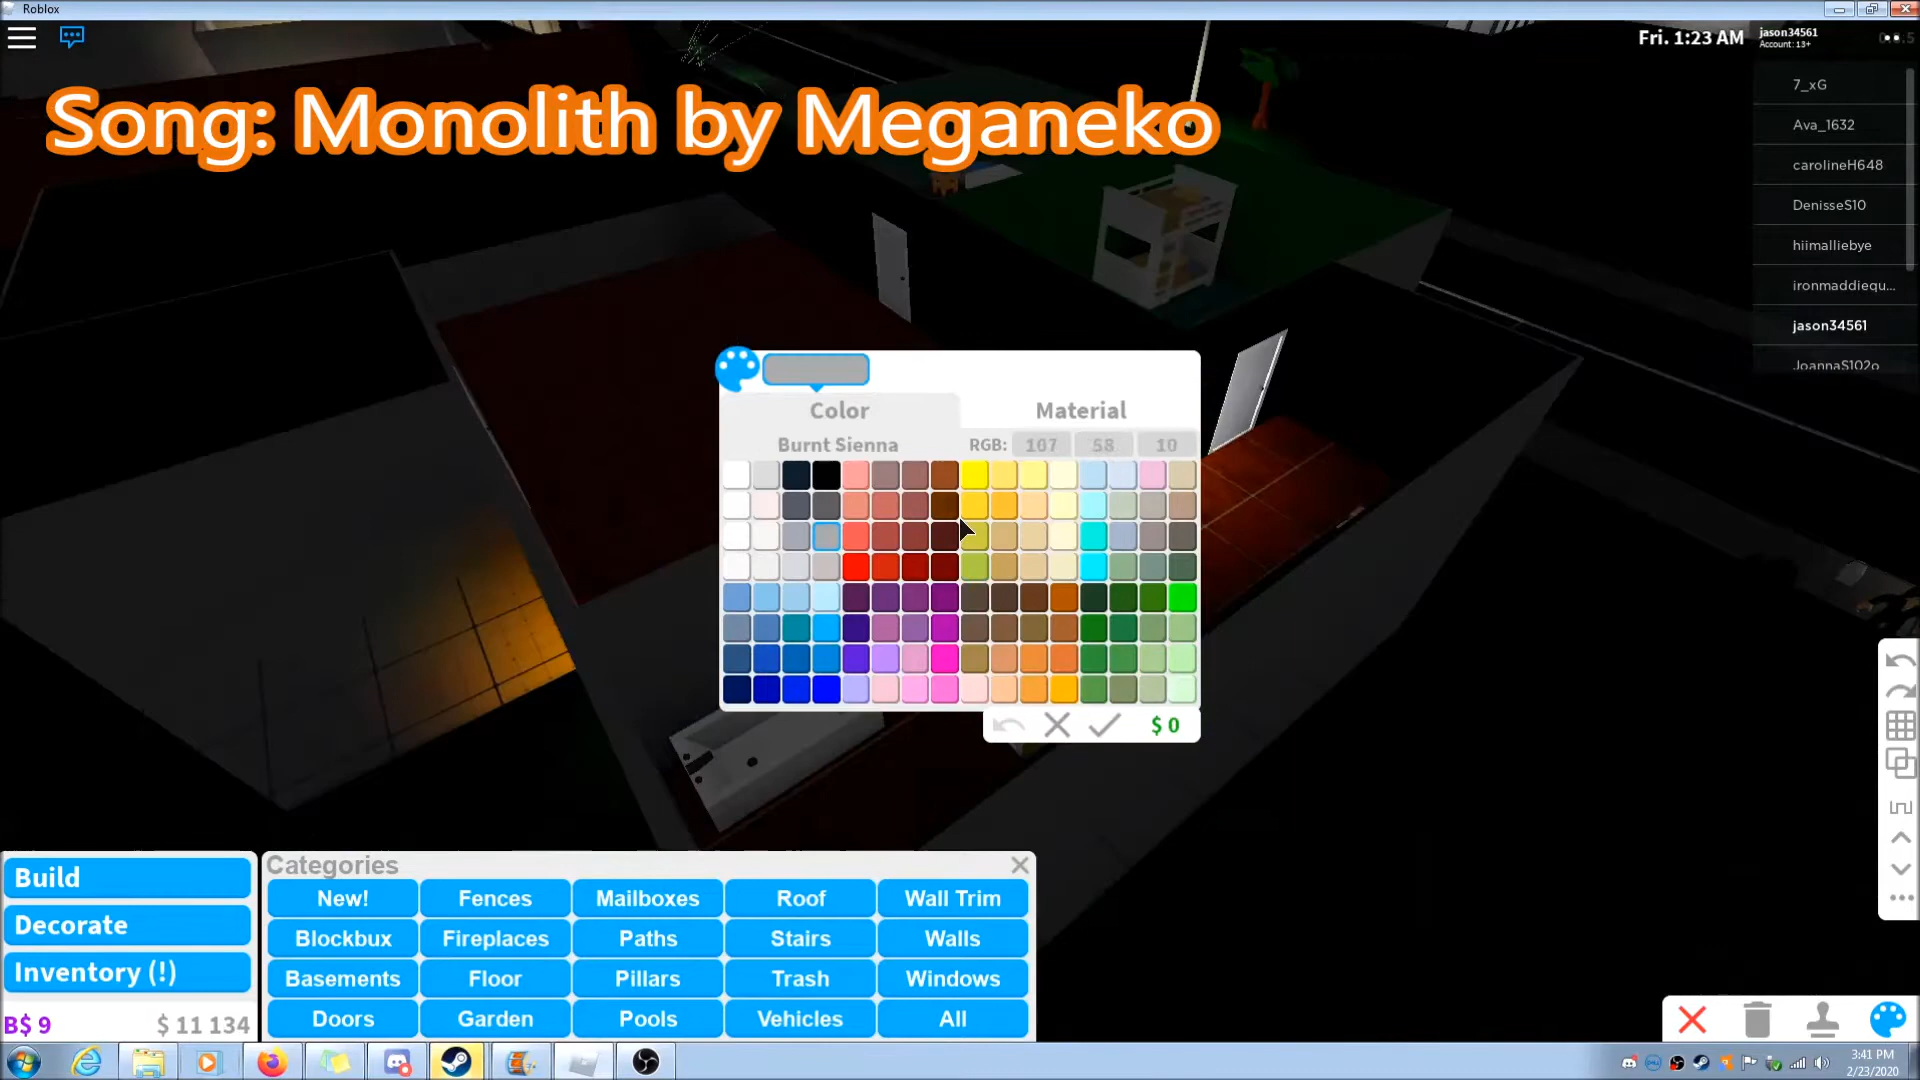 Roblox
Fri. 1:23 AM
jason34561
Account: 13+
Song: Monolith by Meganeko
7_xG
Ava_1632
carolineH648
DenisseS10
hiimalliebye
ironmaddiequ...
jason34561
JoannaS102o
Color
Material
Burnt Sienna
RGB: 107 58 10
$ 0
Build
Decorate
Inventory (!)
B$ 9
$ 11 134
Categories
New!
Fences
Mailboxes
Roof
Wall Trim
Blockbux
Fireplaces
Paths
Stairs
Walls
Basements
Floor
Pillars
Trash
Windows
Doors
Garden
Pools
Vehicles
All
3:41 PM
2/23/2020